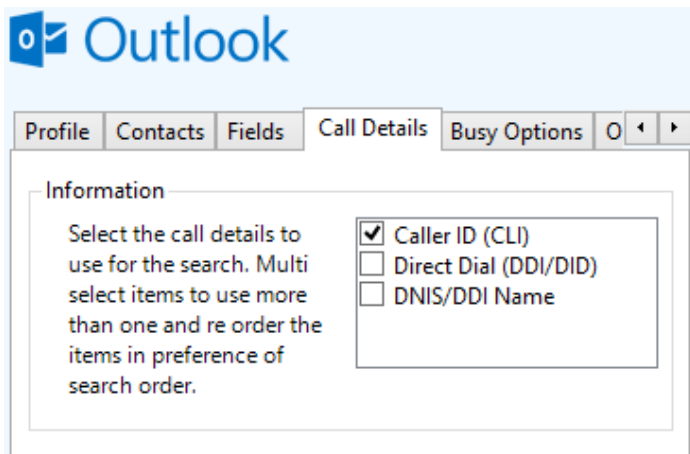 Outlook
Profile Contacts Fields Call Details Busy Options O
Information
Select the call details to
use for the search. Multi
select items to use more
than one and re order the
items in preference of
search order.
Caller ID (CLI)
Direct Dial (DDI/DID)
DNIS/DDI Name